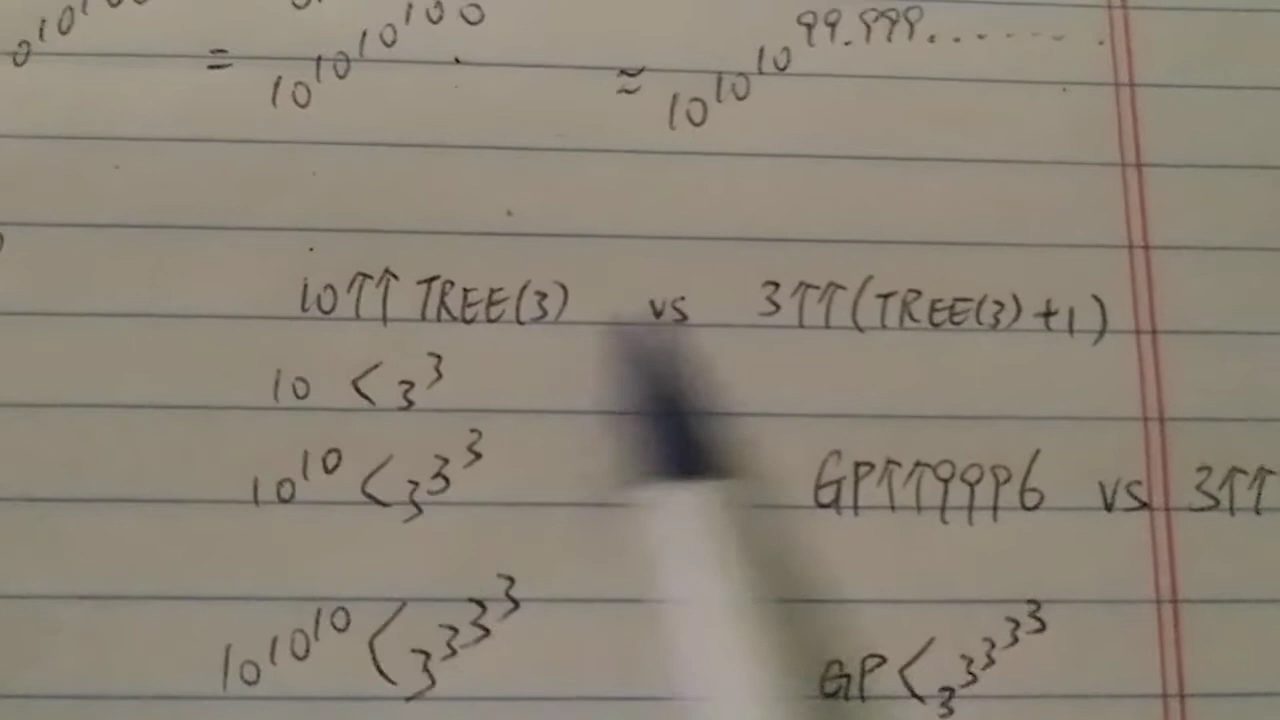 = 10^10^10^100 ≈ 10^10^10^99.999.......
10↑↑TREE(3) vs 3↑↑(TREE(3)+1)
10 < 3^3
10^10 < 3^3^3
GP↑↑9996 vs 3↑↑
10^10^10 < 3^3^3^3
GP < 3^3^3^3^3